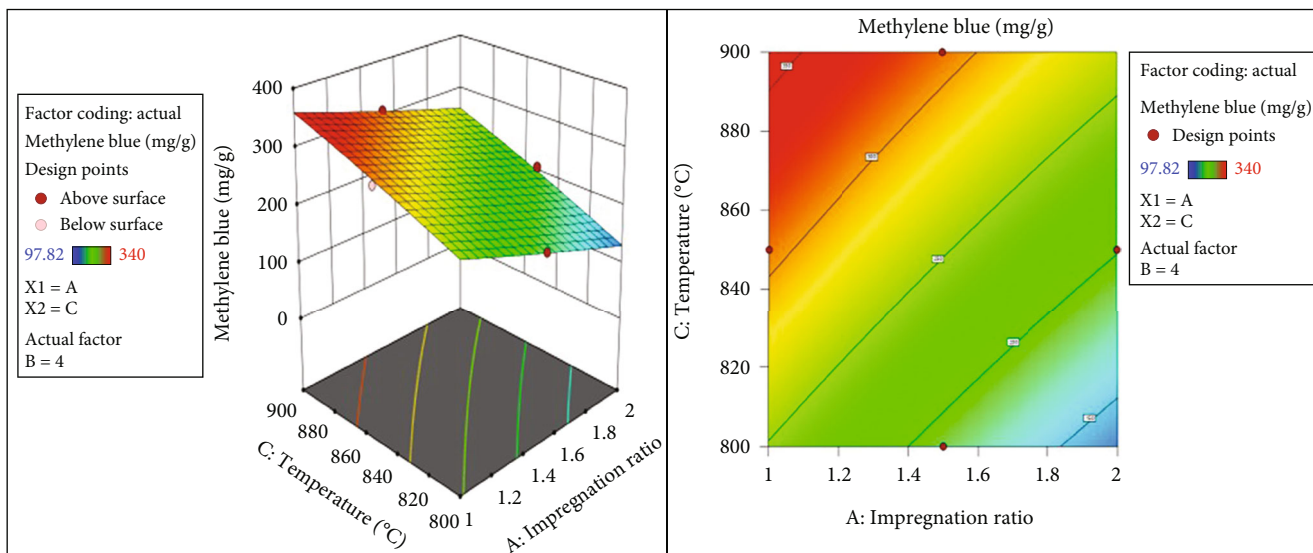 Factor coding: actual
Methylene blue (mg/g)
Design points
Above surface
Below surface
97.82 340
X1 = A
X2 = C
Actual factor
B = 4
Methylene blue (mg/g)
400
300
200
100
0
900
880
860
840
820
800
C: Temperature (°C)
1
1.2
1.4
1.6
1.8
2
A: Impregnation ratio
Methylene blue (mg/g)
C: Temperature (°C)
900
880
860
840
820
800
1 1.2 1.4 1.6 1.8 2
A: Impregnation ratio
Factor coding: actual
Methylene blue (mg/g)
Design points
97.82 340
X1 = A
X2 = C
Actual factor
B = 4